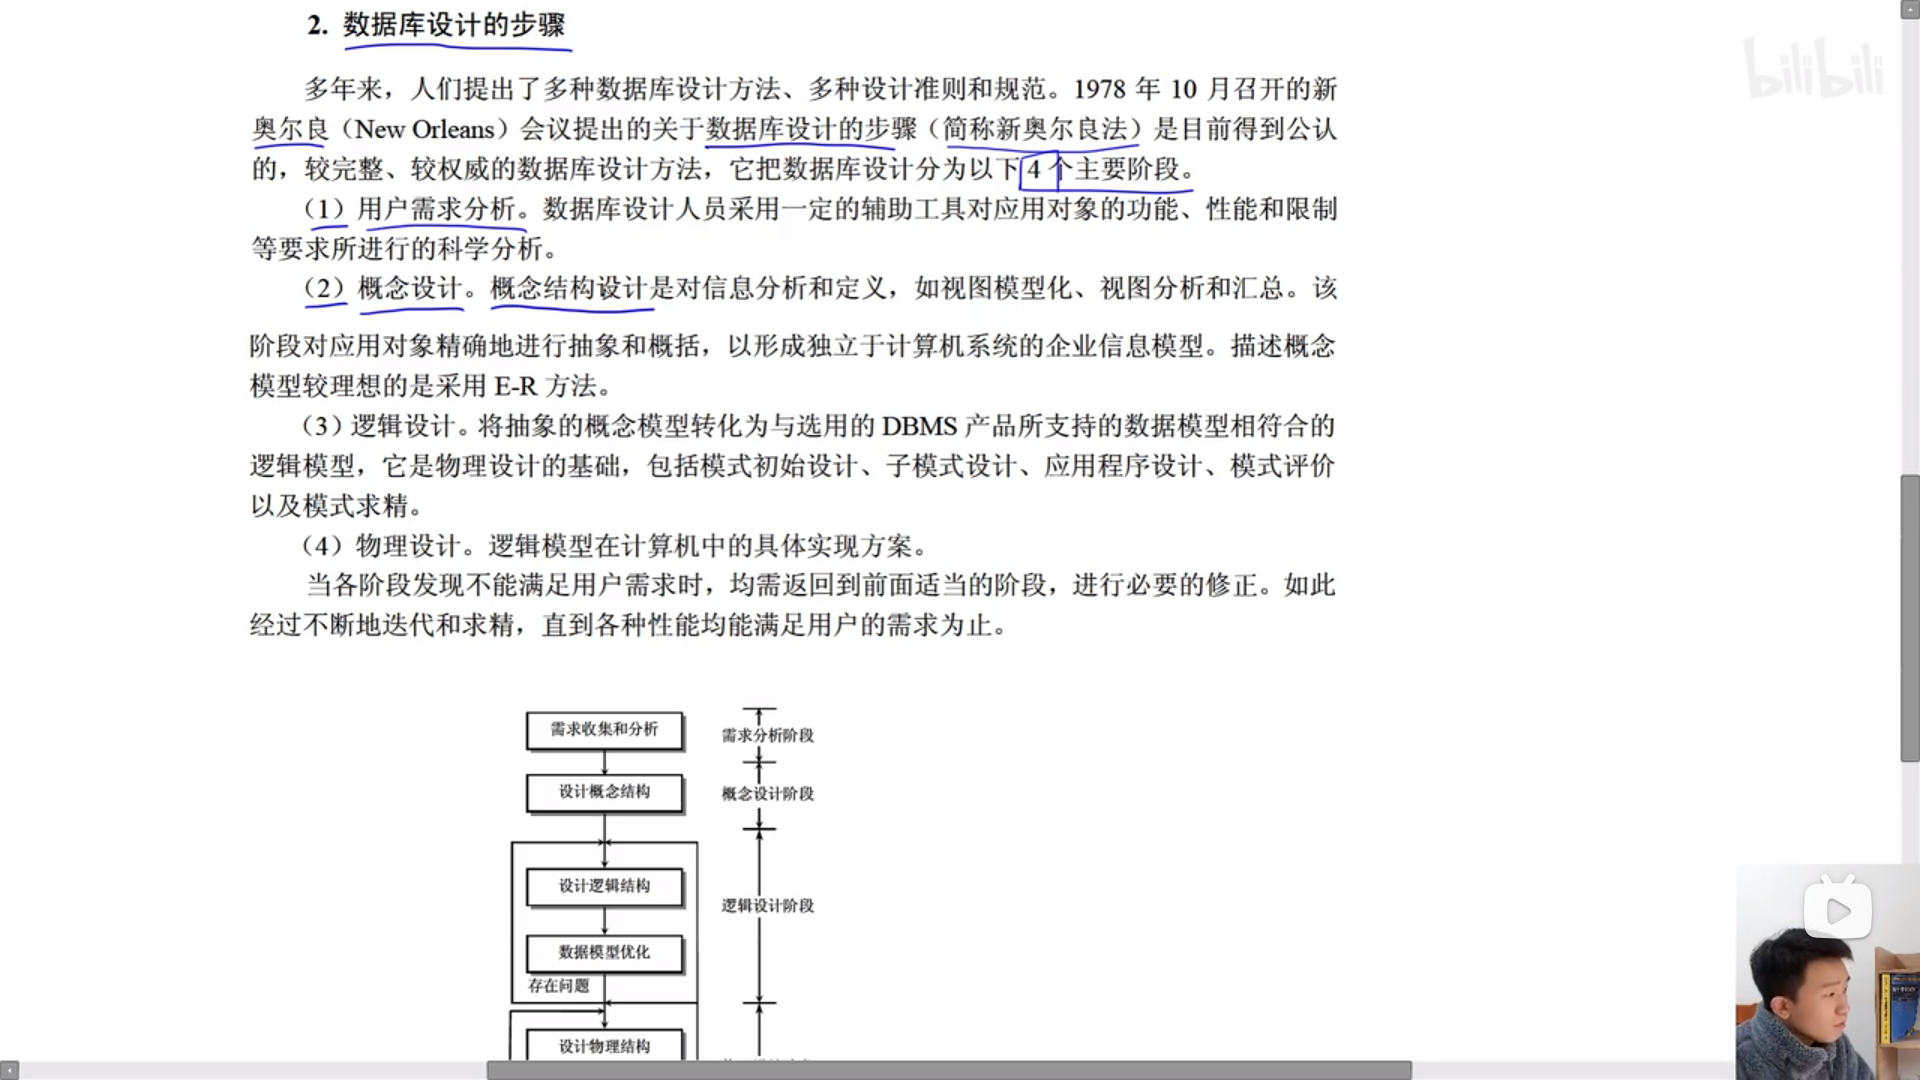 2. 数据库设计的步骤
bilibili
多年来，人们提出了多种数据库设计方法、多种设计准则和规范。1978 年 10 月召开的新
奥尔良（New Orleans）会议提出的关于数据库设计的步骤（简称新奥尔良法）是目前得到公认
的，较完整、较权威的数据库设计方法，它把数据库设计分为以下 4 个主要阶段。
（1）用户需求分析。数据库设计人员采用一定的辅助工具对应用对象的功能、性能和限制
等要求所进行的科学分析。
（2）概念设计。概念结构设计是对信息分析和定义，如视图模型化、视图分析和汇总。该
阶段对应用对象精确地进行抽象和概括，以形成独立于计算机系统的企业信息模型。描述概念
模型较理想的是采用 E-R 方法。
（3）逻辑设计。将抽象的概念模型转化为与选用的 DBMS 产品所支持的数据模型相符合的
逻辑模型，它是物理设计的基础，包括模式初始设计、子模式设计、应用程序设计、模式评价
以及模式求精。
（4）物理设计。逻辑模型在计算机中的具体实现方案。
当各阶段发现不能满足用户需求时，均需返回到前面适当的阶段，进行必要的修正。如此
经过不断地迭代和求精，直到各种性能均能满足用户的需求为止。
需求收集和分析
需求分析阶段
设计概念结构
概念设计阶段
设计逻辑结构
逻辑设计阶段
数据模型优化
存在问题
设计物理结构